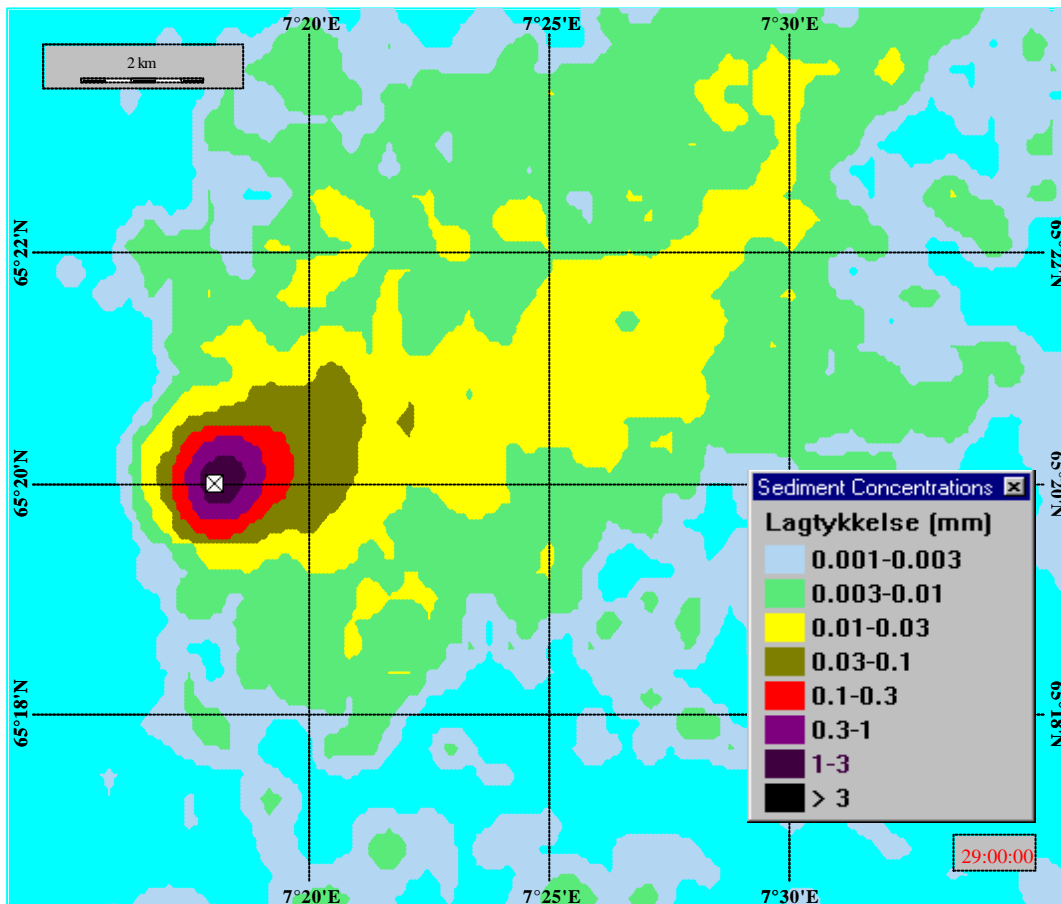 7°20'E 7°25'E 7°30'E
2 km
65°22'N 65°22'N
65°20'N 65°20'N
Sediment Concentrations
Lagtykkelse (mm)
0.001-0.003
0.003-0.01
0.01-0.03
0.03-0.1
0.1-0.3
0.3-1
1-3
> 3
65°18'N 65°18'N
29:00:00
7°20'E 7°25'E 7°30'E